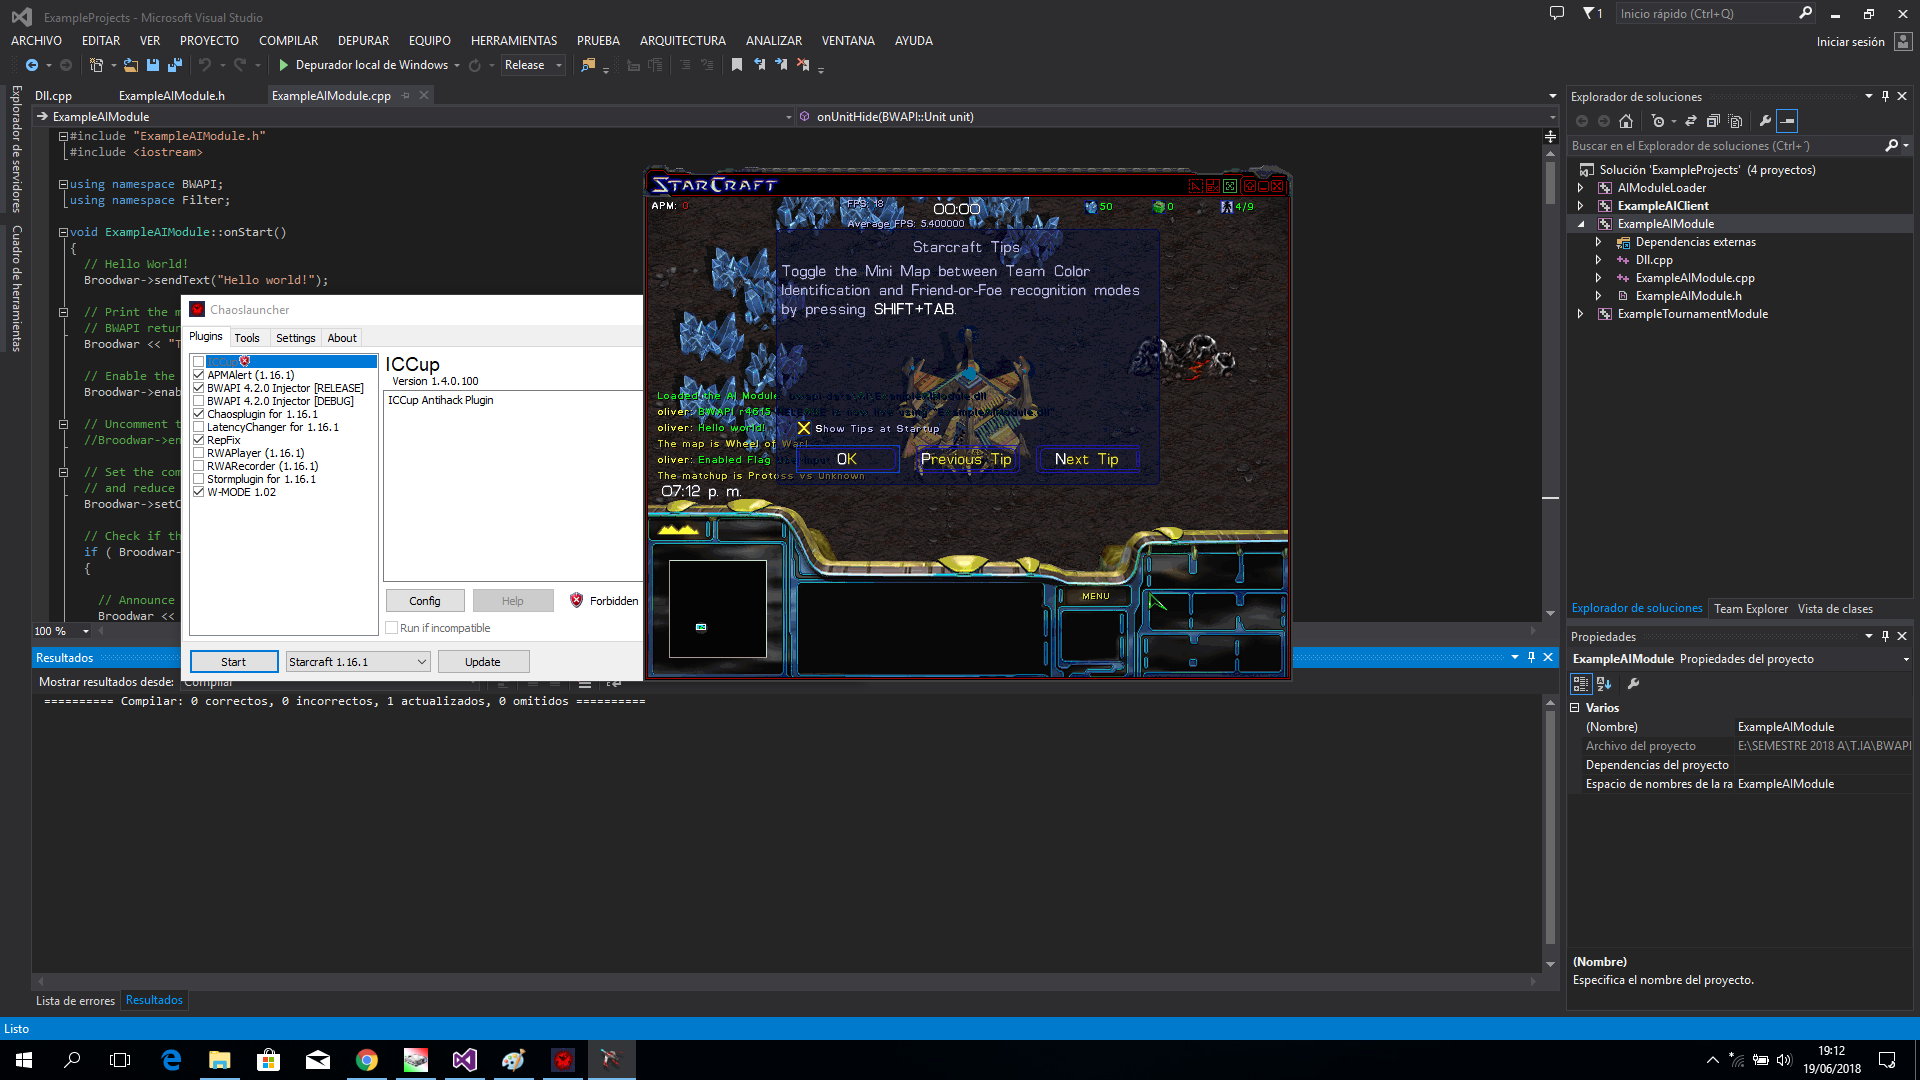 ExampleProjects - Microsoft Visual Studio
1
Inicio rápido (Ctrl+Q)
ARCHIVO EDITAR VER PROYECTO COMPILAR DEPURAR EQUIPO HERRAMIENTAS PRUEBA ARQUITECTURA ANALIZAR VENTANA AYUDA
Iniciar sesión
Depurador local de Windows
Release
Explorador de servidores
Cuadro de herramientas
Dll.cpp
ExampleAIModule.h
ExampleAIModule.cpp
ExampleAIModule
onUnitHide(BWAPI::Unit unit)
#include "ExampleAIModule.h"
#include <iostream>
using namespace BWAPI;
using namespace Filter;
void ExampleAIModule::onStart()
{
// Hello World!
Broodwar->sendText("Hello world!");
// Print the m
// BWAPI retur
Broodwar << "T
// Enable the
Broodwar->enab
// Uncomment t
//Broodwar->en
// Set the com
// and reduce
Broodwar->setC
// Check if th
if ( Broodwar-
{
// Announce
Broodwar <<
100 %
Chaoslauncher
Plugins
Tools
Settings
About
ICCup
APMAlert (1.16.1)
BWAPI 4.2.0 Injector [RELEASE]
BWAPI 4.2.0 Injector [DEBUG]
Chaosplugin for 1.16.1
LatencyChanger for 1.16.1
RepFix
RWAPlayer (1.16.1)
RWARecorder (1.16.1)
Stormplugin for 1.16.1
W-MODE 1.02
ICCup
Version 1.4.0.100
ICCup Antihack Plugin
Config
Help
Forbidden
Run if incompatible
Start
Starcraft 1.16.1
Update
STARCRAFT
APM: 0
FPS: 18
00:00
Average FPS: 5.400000
50
0
4/9
Starcraft Tips
Toggle the Mini Map between Team Color
Identification and Friend-or-Foe recognition modes
by pressing SHIFT+TAB.
Loaded the AI Module: bwapi-data/AI/ExampleAIModule.dll
oliver: BWAPI r4615 RELEASE is now live using "ExampleAIModule.dll".
oliver: Hello world!
Show Tips at Startup
The map is Wheel of War!
oliver: Enabled Flag
OK
Previous Tip
Next Tip
The matchup is Protoss vs Unknown
07:12 p. m.
MENU
Resultados
Mostrar resultados desde: Compilar
========== Compilar: 0 correctos, 0 incorrectos, 1 actualizados, 0 omitidos ==========
Lista de errores
Resultados
Listo
Explorador de soluciones
Buscar en el Explorador de soluciones (Ctrl+´)
Solución 'ExampleProjects' (4 proyectos)
AIModuleLoader
ExampleAIClient
ExampleAIModule
Dependencias externas
Dll.cpp
ExampleAIModule.cpp
ExampleAIModule.h
ExampleTournamentModule
Explorador de soluciones
Team Explorer
Vista de clases
Propiedades
ExampleAIModule Propiedades del proyecto
Varios
(Nombre) ExampleAIModule
Archivo del proyecto E:\SEMESTRE 2018 A\T.IA\BWAPI
Dependencias del proyecto
Espacio de nombres de la ra ExampleAIModule
(Nombre)
Especifica el nombre del proyecto.
19:12
19/06/2018